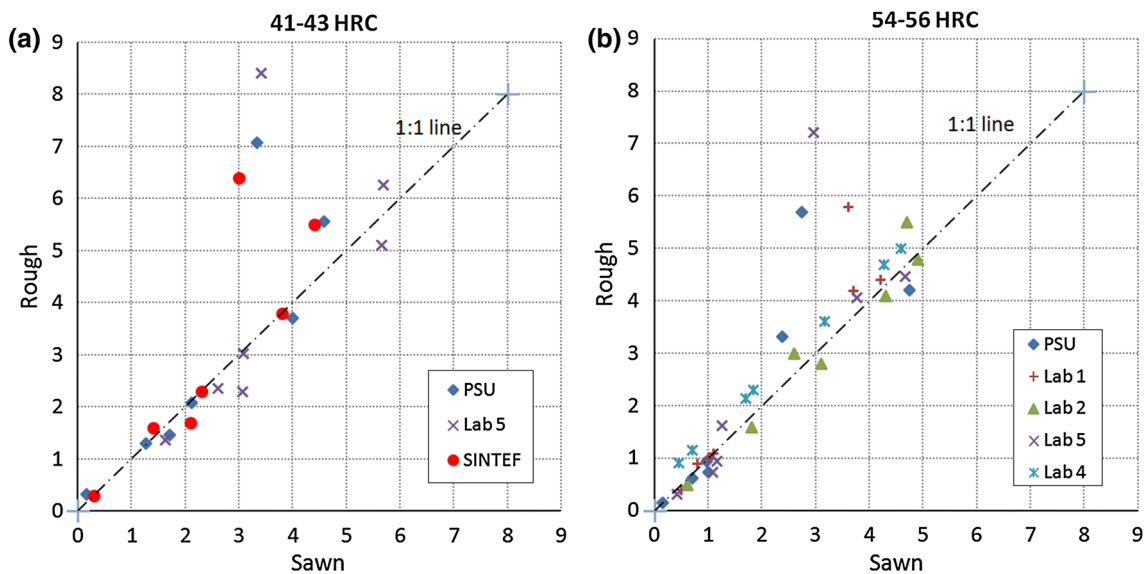 (a)
41-43 HRC
9
8
7
6
5
4
3
2
1
0
Rough
1:1 line
PSU
Lab 5
SINTEF
0 1 2 3 4 5 6 7 8 9
Sawn
(b)
54-56 HRC
9
8
7
6
5
4
3
2
1
0
Rough
1:1 line
PSU
Lab 1
Lab 2
Lab 5
Lab 4
0 1 2 3 4 5 6 7 8 9
Sawn